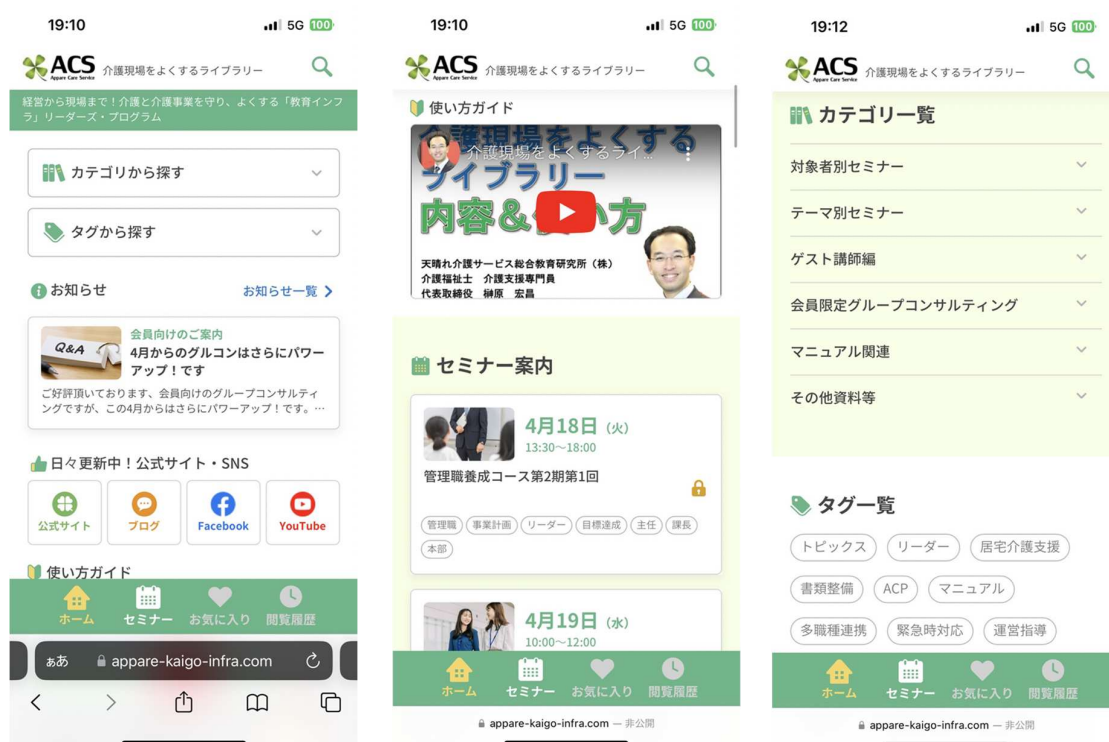 19:10
5G 100
ACS
Appare Care Service
介護現場をよくするライブラリー
経営から現場まで！介護と介護事業を守り、よくする「教育インフ
ラ」リーダーズ・プログラム
カテゴリから探す
タグから探す
お知らせ
お知らせ一覧
Q&A
会員向けのご案内
4月からのグルコンはさらにパワー
アップ！です
ご好評頂いております、会員向けのグループコンサルティ
ングですが、この4月からはさらにパワーアップ！です。…
日々更新中！公式サイト・SNS
公式サイト
ブログ
Facebook
YouTube
使い方ガイド
ホーム
セミナー
お気に入り
閲覧履歴
ぁあ
appare-kaigo-infra.com
19:10
5G 100
ACS
Appare Care Service
介護現場をよくするライブラリー
使い方ガイド
介護現場をよくする
介護現場をよくするライ...
ライブラリー
内容&使い方
天晴れ介護サービス総合教育研究所（株）
介護福祉士 介護支援専門員
代表取締役 榊原 宏昌
セミナー案内
4月18日（火）
13:30～18:00
管理職養成コース第2期第1回
管理職
事業計画
リーダー
目標達成
主任
課長
本部
4月19日（水）
10:00～12:00
ホーム
セミナー
お気に入り
閲覧履歴
appare-kaigo-infra.com — 非公開
19:12
5G 100
ACS
Appare Care Service
介護現場をよくするライブラリー
カテゴリ一覧
対象者別セミナー
テーマ別セミナー
ゲスト講師編
会員限定グループコンサルティング
マニュアル関連
その他資料等
タグ一覧
トピックス
リーダー
居宅介護支援
書類整備
ACP
マニュアル
多職種連携
緊急時対応
運営指導
ホーム
セミナー
お気に入り
閲覧履歴
appare-kaigo-infra.com — 非公開